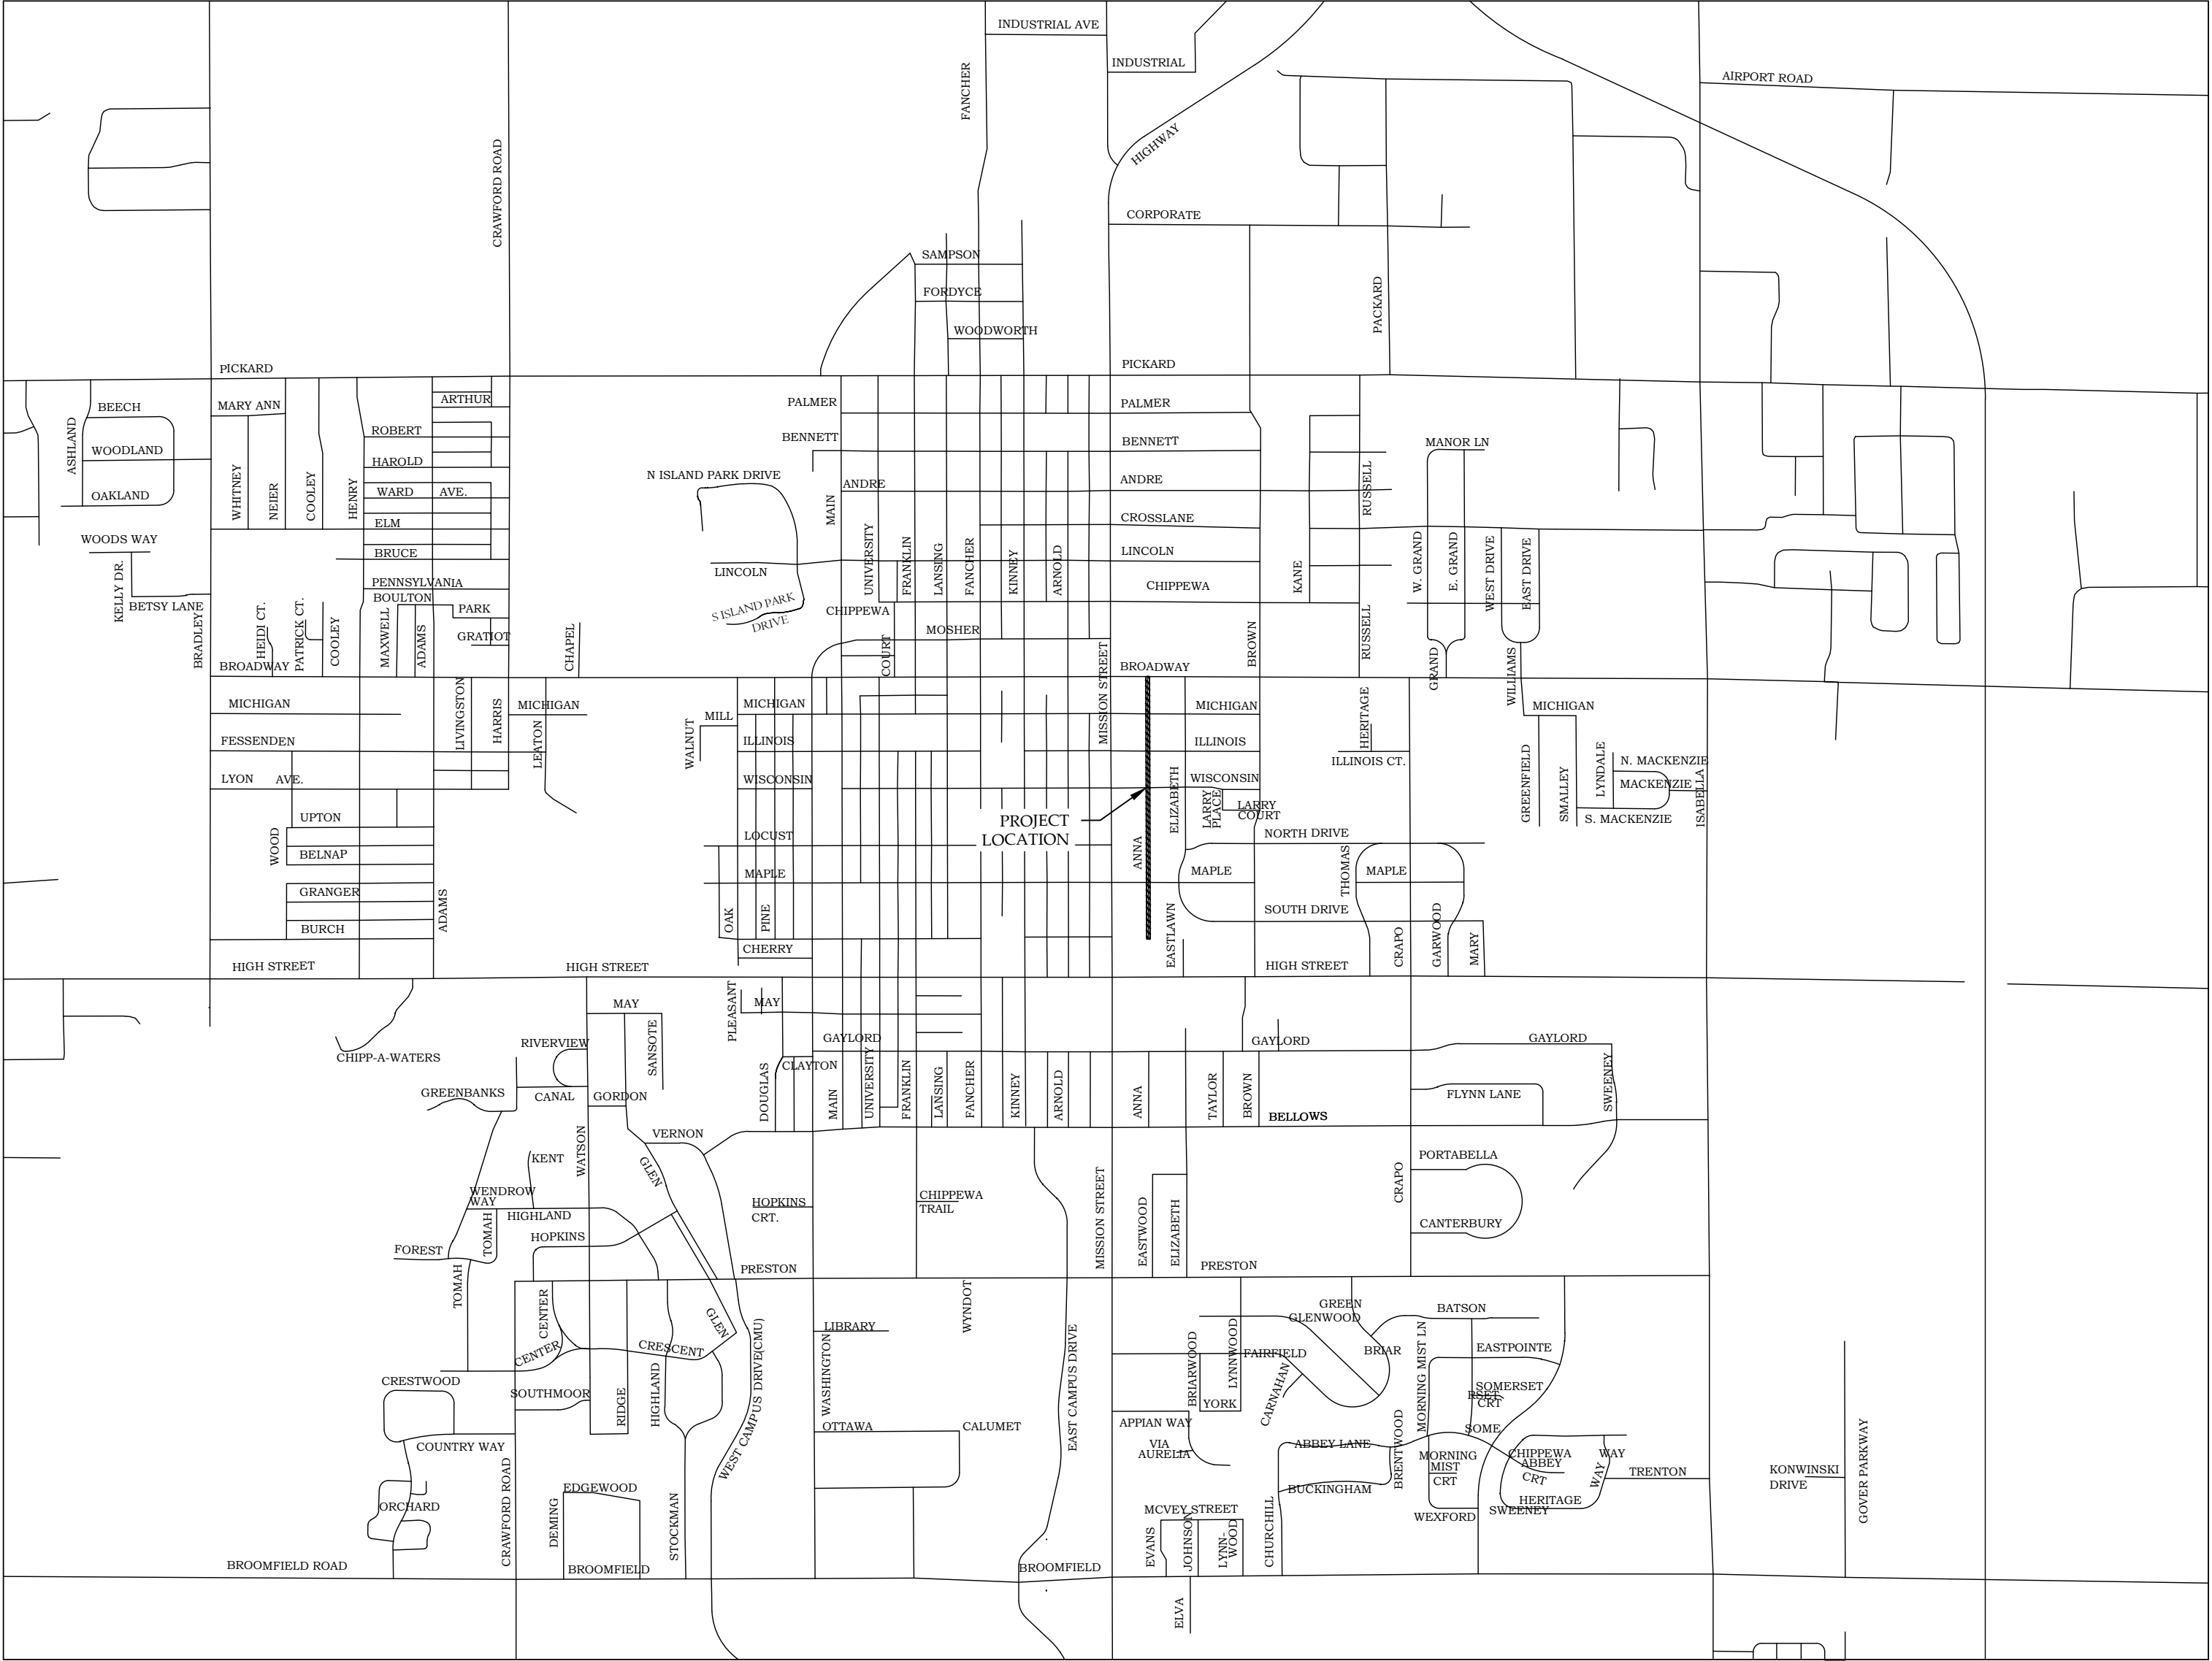 INDUSTRIAL AVE
INDUSTRIAL
AIRPORT ROAD
FANCHER
HIGHWAY
CRAWFORD ROAD
CORPORATE
SAMPSON
FORDYCE
WOODWORTH
PACKARD
PICKARD
PICKARD
BEECH
MARY ANN
ARTHUR
PALMER
PALMER
ASHLAND
WOODLAND
OAKLAND
WHITNEY
NEIER
COOLEY
HENRY
ROBERT
HAROLD
WARD AVE.
ELM
BRUCE
PENNSYLVANIA
BOULTON
PARK
GRATIOT
BENNETT
BENNETT
MANOR LN
N ISLAND PARK DRIVE
ANDRE
ANDRE
MAIN
RUSSELL
CROSSLANE
WOODS WAY
KELLY DR.
BETSY LANE
BRADLEY
HEIDI CT.
PATRICK CT.
COOLEY
MAXWELL
ADAMS
CHAPEL
LINCOLN
LINCOLN
S ISLAND PARK
DRIVE
UNIVERSITY
FRANKLIN
LANSING
FANCHER
KINNEY
ARNOLD
CHIPPEWA
CHIPPEWA
KANE
W. GRAND
E. GRAND
WEST DRIVE
EAST DRIVE
MOSHER
COURT
MISSION STREET
BROWN
RUSSELL
GRAND
WILLIAMS
BROADWAY
BROADWAY
MICHIGAN
LIVINGSTON
HARRIS
MICHIGAN
LEATON
WALNUT
MILL
MICHIGAN
MICHIGAN
HERITAGE
MICHIGAN
FESSENDEN
ILLINOIS
ILLINOIS
ILLINOIS CT.
LYON AVE.
WISCONSIN
WISCONSIN
GREENFIELD
SMALLEY
LYNDALE
N. MACKENZIE
MACKENZIE
S. MACKENZIE
ISABELLA
ELIZABETH
LARRY
PLACE
LARRY
COURT
UPTON
WOOD
BELNAP
GRANGER
BURCH
ADAMS
PROJECT
LOCATION
LOCUST
NORTH DRIVE
ANNA
MAPLE
MAPLE
THOMAS
MAPLE
OAK
PINE
SOUTH DRIVE
EASTLAWN
CRAPO
GARWOOD
MARY
CHERRY
HIGH STREET
HIGH STREET
HIGH STREET
MAY
PLEASANT
MAY
CHIPP-A-WATERS
RIVERVIEW
SANSOTE
GAYLORD
GAYLORD
GAYLORD
CLAYTON
DOUGLAS
GREENBANKS
CANAL
GORDON
MAIN
UNIVERSITY
FRANKLIN
LANSING
FANCHER
KINNEY
ARNOLD
ANNA
TAYLOR
BROWN
BELLOWS
FLYNN LANE
SWEENEY
WATSON
VERNON
GLEN
KENT
WENDROW
WAY
HIGHLAND
TOMAH
HOPKINS
FOREST
TOMAH
HOPKINS
CRT.
CHIPPEWA
TRAIL
MISSION STREET
EASTWOOD
ELIZABETH
CRAPO
PORTABELLA
CANTERBURY
PRESTON
PRESTON
CENTER
CENTER
GLEN
CRESCENT
WEST CAMPUS DRIVE(CMU)
LIBRARY
WASHINGTON
WYNDOT
EAST CAMPUS DRIVE
GREEN
GLENWOOD
BATSON
BRIARWOOD
LYNNWOOD
FAIRFIELD
CARNAHAN
BRIAR
MORNING MIST LN
EASTPOINTE
SOMERSET
RSET
CRT
CRESTWOOD
SOUTHMOOR
RIDGE
HIGHLAND
YORK
COUNTRY WAY
OTTAWA
CALUMET
APPIAN WAY
VIA
AURELIA
ABBEY LANE
BRENTWOOD
SOME
MORNING
MIST
CRT
CHIPPEWA WAY
ABBEY
CRT
WAY
TRENTON
KONWINSKI
DRIVE
GOVER PARKWAY
CRAWFORD ROAD
EDGEWOOD
DEMING
STOCKMAN
ORCHARD
BUCKINGHAM
HERITAGE
WEXFORD
SWEENEY
MCVEY STREET
EVANS
JOHNSON
LYNN-
WOOD
CHURCHILL
BROOMFIELD ROAD
BROOMFIELD
BROOMFIELD
ELVA